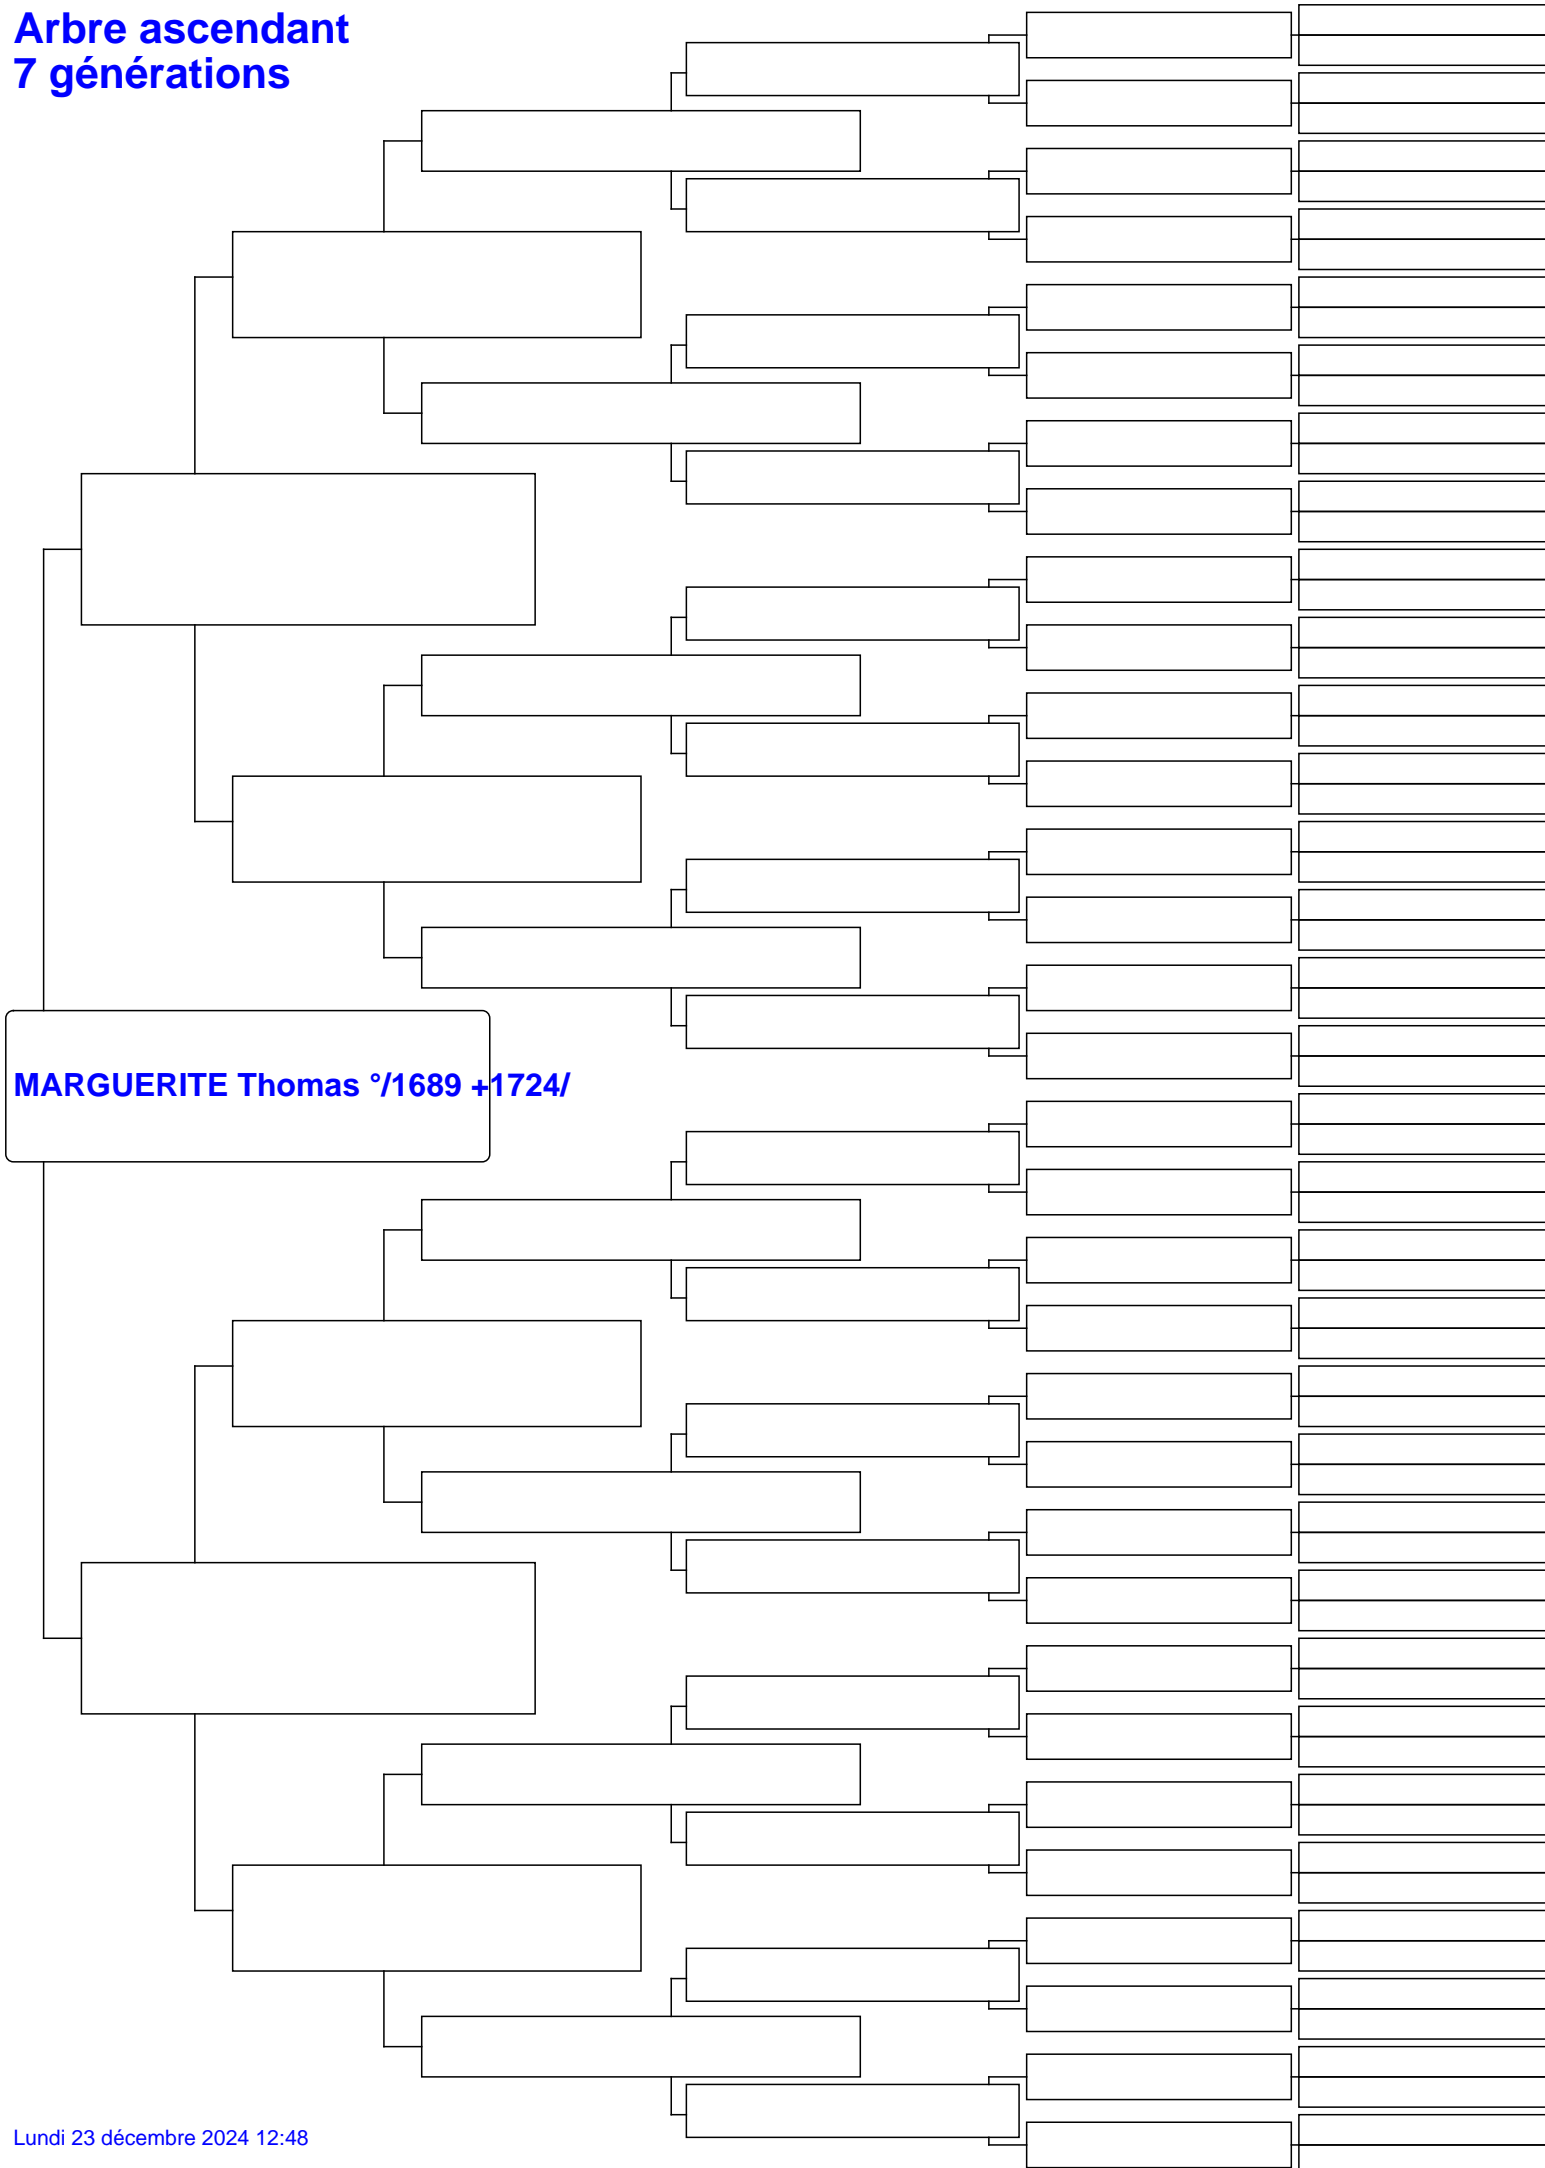 Arbre ascendant
7 générations
MARGUERITE Thomas °/1689 +1724/
Lundi 23 décembre 2024 12:48